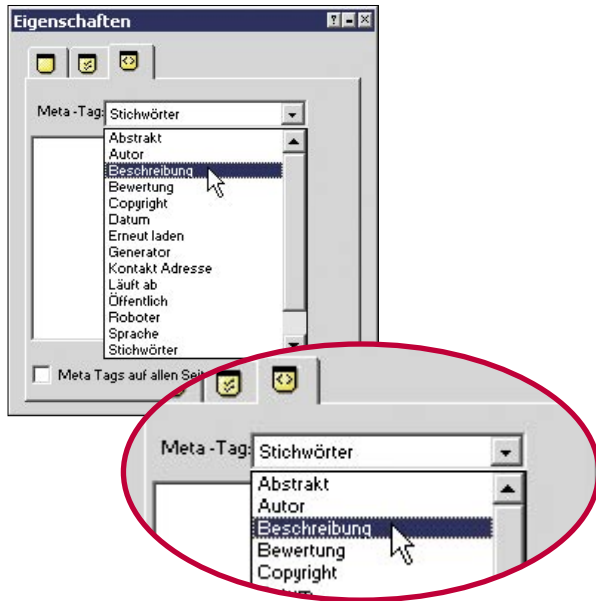 Eigenschaften
Meta -Tag: Stichwörter
Abstrakt
Autor
Beschreibung
Bewertung
Copyright
Datum
Erneut laden
Generator
Kontakt Adresse
Läuft ab
Öffentlich
Roboter
Sprache
Stichwörter
Meta Tags auf allen
Meta -Tag: Stichwörter
Abstrakt
Autor
Beschreibung
Bewertung
Copyright